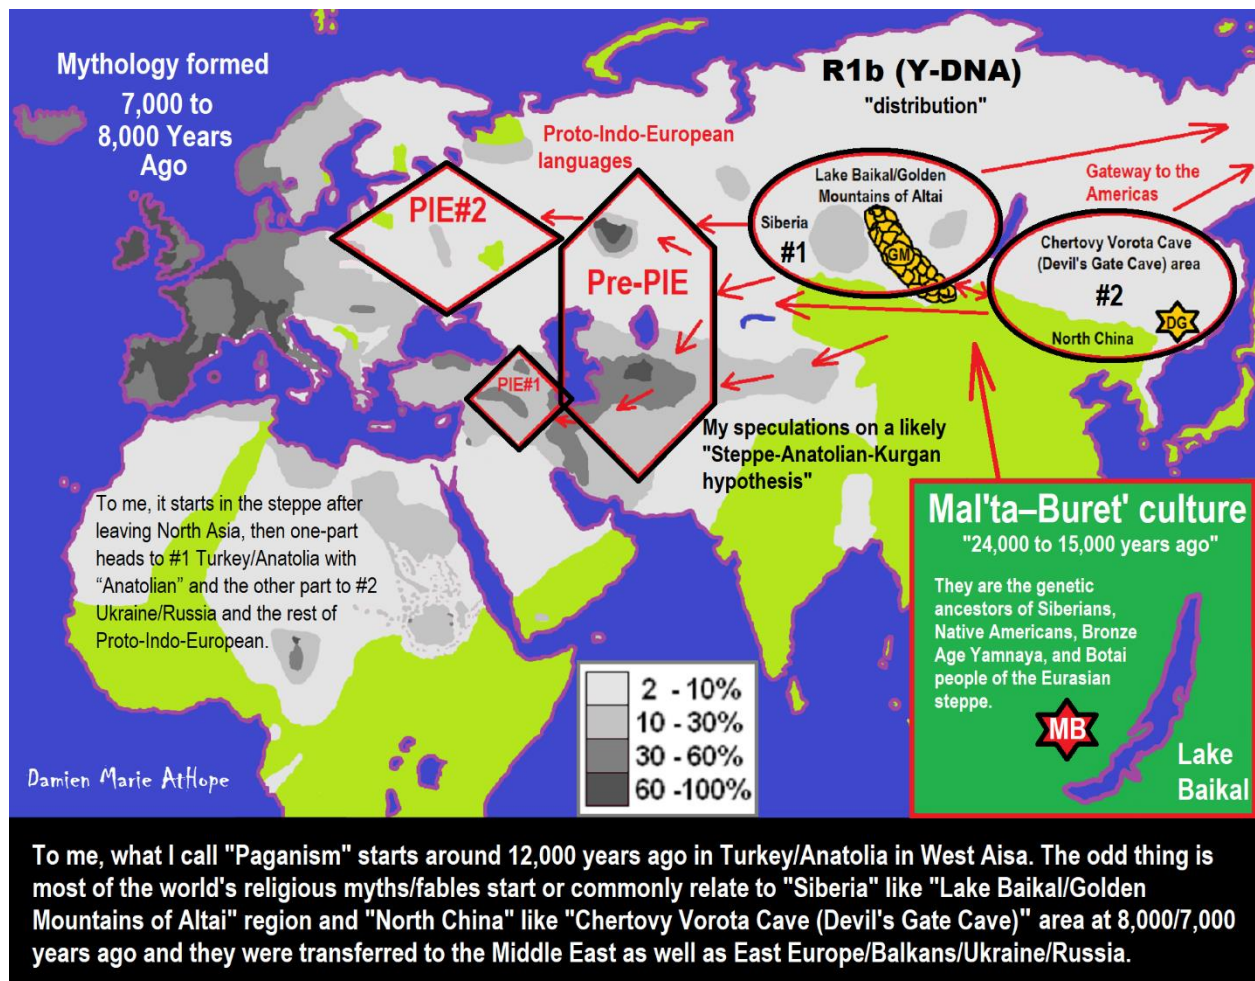 Mythology formed
7,000 to
8,000 Years
Ago
R1b (Y-DNA)
"distribution"
Proto-Indo-European
languages
PIE#2
Pre-PIE
PIE#1
Lake Baikal/Golden
Mountains of Altai
Siberia
#1
GM
Gateway to the
Americas
Chertovy Vorota Cave
(Devil's Gate Cave) area
#2
DG
North China
My speculations on a likely
"Steppe-Anatolian-Kurgan
hypothesis"
To me, it starts in the steppe after
leaving North Asia, then one-part
heads to #1 Turkey/Anatolia with
“Anatolian” and the other part to #2
Ukraine/Russia and the rest of
Proto-Indo-European.
Mal'ta–Buret' culture
"24,000 to 15,000 years ago"
They are the genetic
ancestors of Siberians,
Native Americans, Bronze
Age Yamnaya, and Botai
people of the Eurasian
steppe.
MB
Lake
Baikal
2 -10%
10 -30%
30 -60%
60 -100%
Damien Marie AtHope
To me, what I call "Paganism" starts around 12,000 years ago in Turkey/Anatolia in West Aisa. The odd thing is
most of the world's religious myths/fables start or commonly relate to "Siberia" like "Lake Baikal/Golden
Mountains of Altai" region and "North China" like "Chertovy Vorota Cave (Devil's Gate Cave)" area at 8,000/7,000
years ago and they were transferred to the Middle East as well as East Europe/Balkans/Ukraine/Russia.